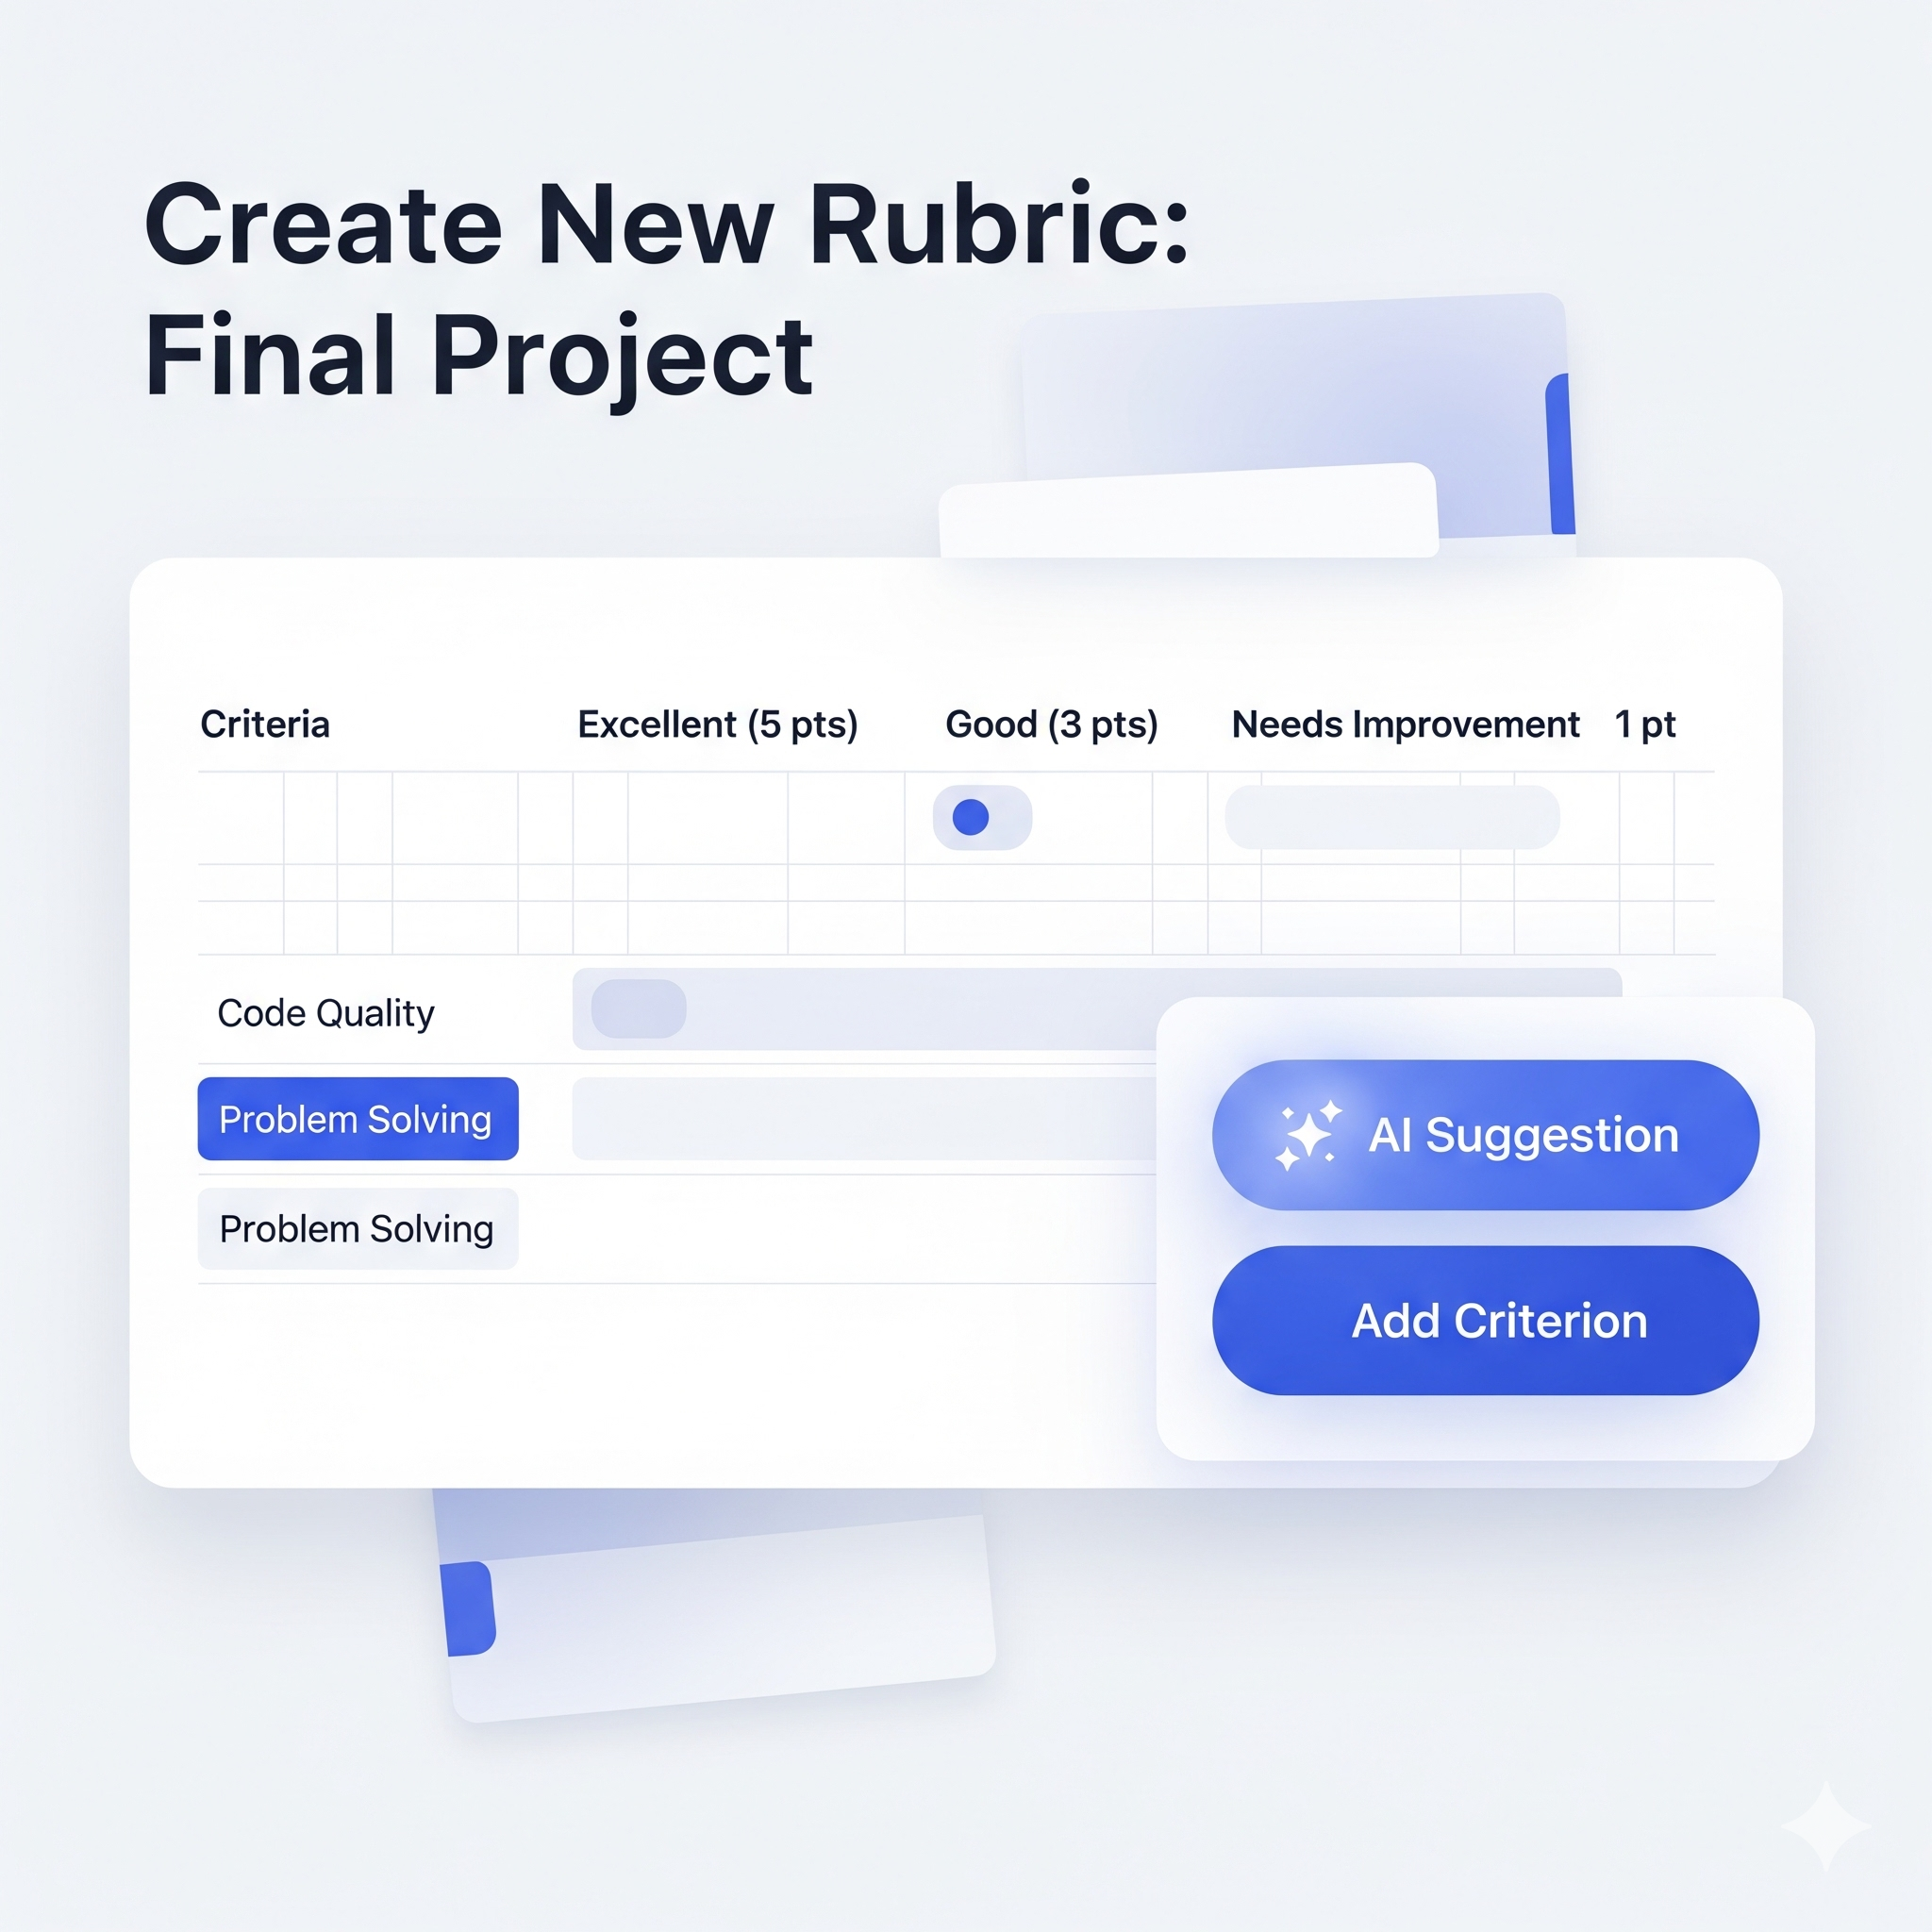 Create New Rubric:
Final Project
Criteria Excellent (5 pts) Good (3 pts) Needs Improvement 1 pt
Code Quality
Problem Solving
Problem Solving
AI Suggestion
Add Criterion